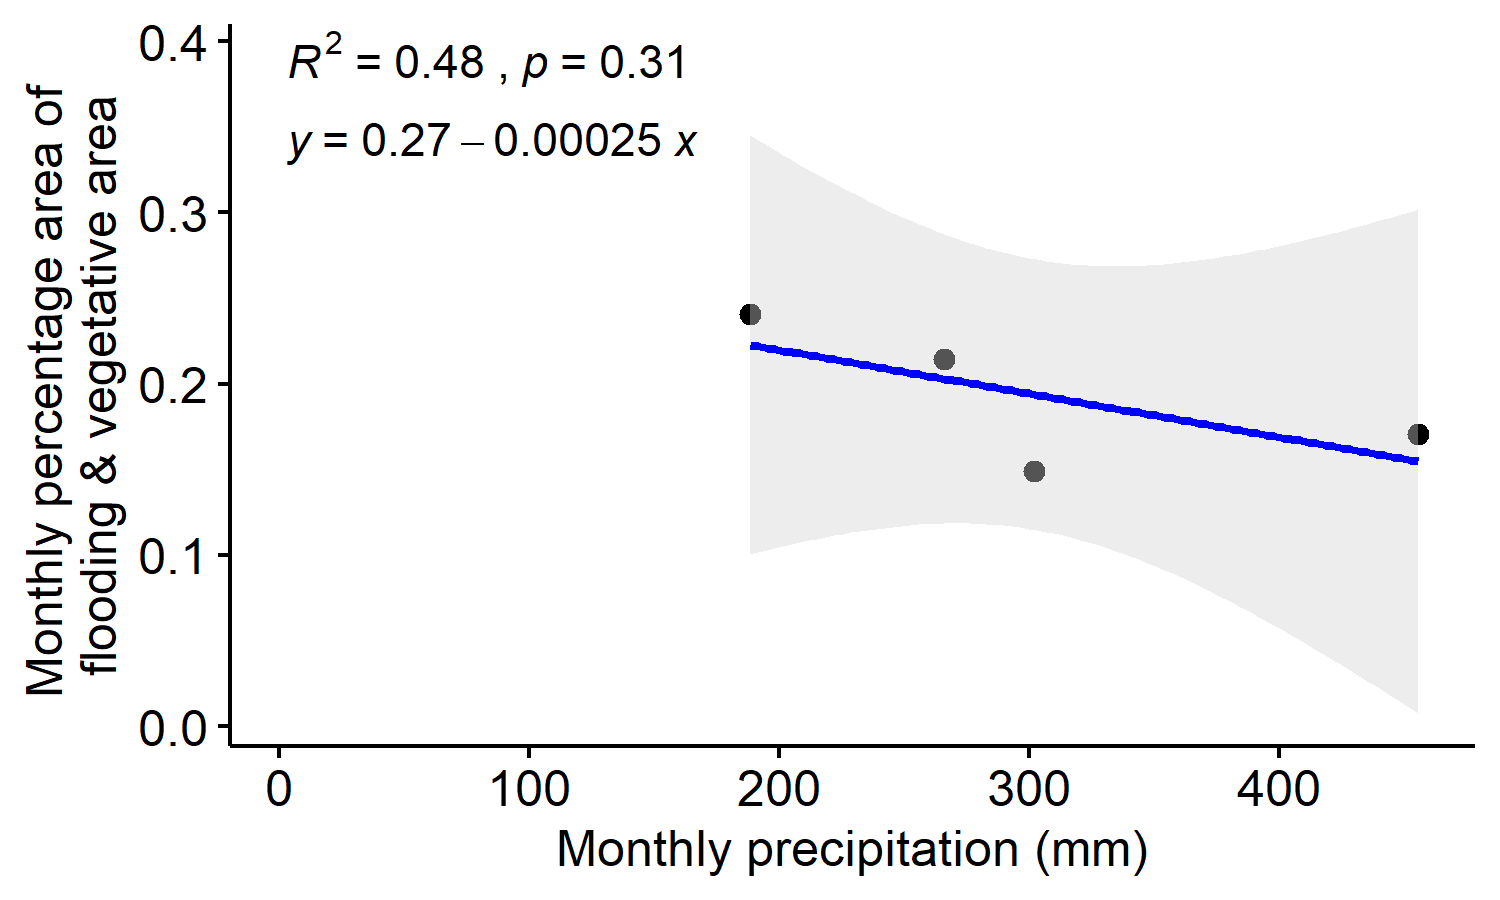 R² = 0.48 , p = 0.31
y = 0.27 – 0.00025 x
Monthly percentage area of
flooding & vegetative area
0.4
0.3
0.2
0.1
0.0
0 100 200 300 400
Monthly precipitation (mm)